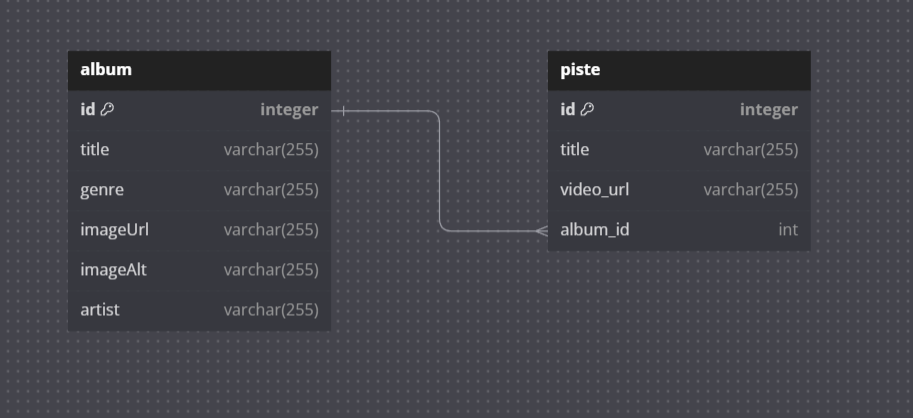 album
id integer
title varchar(255)
genre varchar(255)
imageUrl varchar(255)
imageAlt varchar(255)
artist varchar(255)
piste
id integer
title varchar(255)
video_url varchar(255)
album_id int